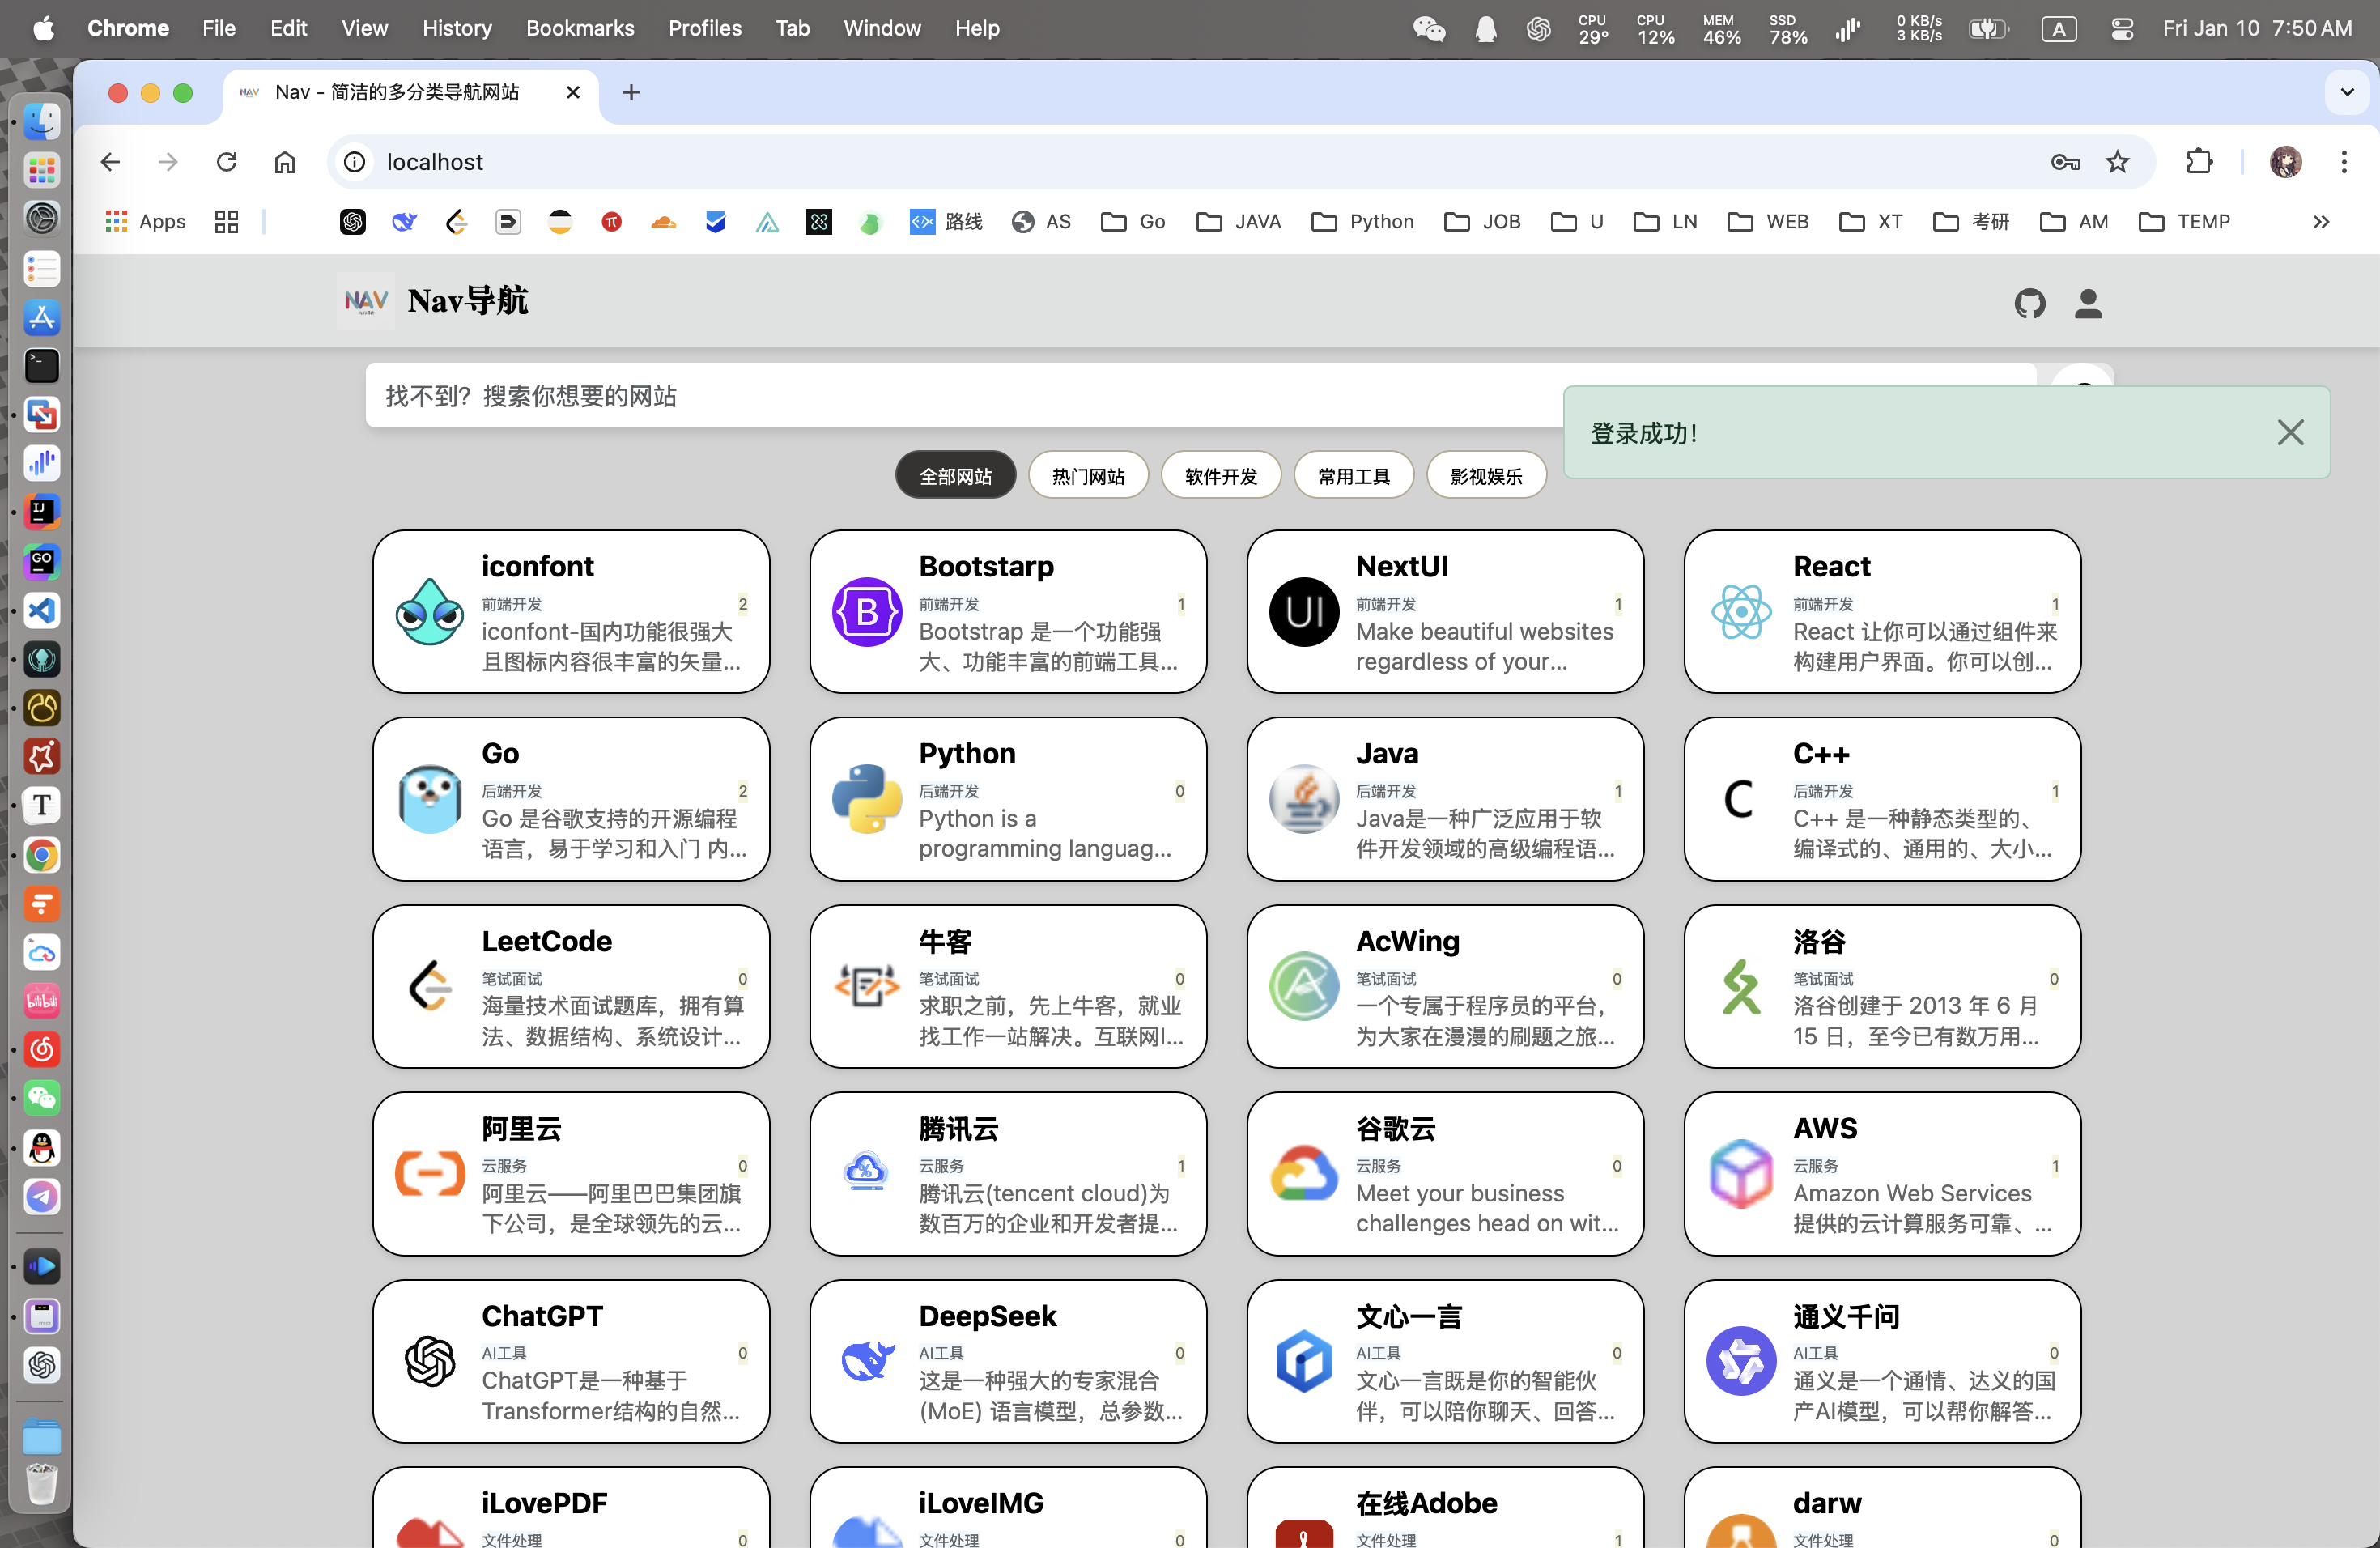 Chrome File Edit View History Bookmarks Profiles Tab Window Help
CPU 29° CPU 12% MEM 46% SSD 78% 0 KB/s 3 KB/s A Fri Jan 10 7:50 AM
NAV Nav - 简洁的多分类导航网站
localhost
Apps 路线 AS Go JAVA Python JOB U LN WEB XT 考研 AM TEMP
NAV Nav导航
找不到？搜索你想要的网站
登录成功！
全部网站 热门网站 软件开发 常用工具 影视娱乐
iconfont
前端开发 2
iconfont-国内功能很强大
且图标内容很丰富的矢量...
Bootstarp
前端开发 1
Bootstrap 是一个功能强
大、功能丰富的前端工具...
NextUI
前端开发 1
Make beautiful websites
regardless of your...
React
前端开发 1
React 让你可以通过组件来
构建用户界面。你可以创...
Go
后端开发 2
Go 是谷歌支持的开源编程
语言，易于学习和入门 内...
Python
后端开发 0
Python is a
programming languag...
Java
后端开发 1
Java是一种广泛应用于软
件开发领域的高级编程语...
C++
后端开发 1
C++ 是一种静态类型的、
编译式的、通用的、大小...
LeetCode
笔试面试 0
海量技术面试题库，拥有算
法、数据结构、系统设计...
牛客
笔试面试 0
求职之前，先上牛客，就业
找工作一站解决。互联网I...
AcWing
笔试面试 0
一个专属于程序员的平台，
为大家在漫漫的刷题之旅...
洛谷
笔试面试 0
洛谷创建于 2013 年 6 月
15 日，至今已有数万用...
阿里云
云服务 0
阿里云——阿里巴巴集团旗
下公司，是全球领先的云...
腾讯云
云服务 1
腾讯云(tencent cloud)为
数百万的企业和开发者提...
谷歌云
云服务 0
Meet your business
challenges head on wit...
AWS
云服务 1
Amazon Web Services
提供的云计算服务可靠、...
ChatGPT
AI工具 0
ChatGPT是一种基于
Transformer结构的自然...
DeepSeek
AI工具 0
这是一种强大的专家混合
(MoE) 语言模型，总参数...
文心一言
AI工具 0
文心一言既是你的智能伙
伴，可以陪你聊天、回答...
通义千问
AI工具 0
通义是一个通情、达义的国
产AI模型，可以帮你解答...
iLovePDF
文件处理 0
iLoveIMG
文件处理 0
在线Adobe
文件处理 1
darw
文件处理 0
UI
B
C
IJ
GO
T
bilibili